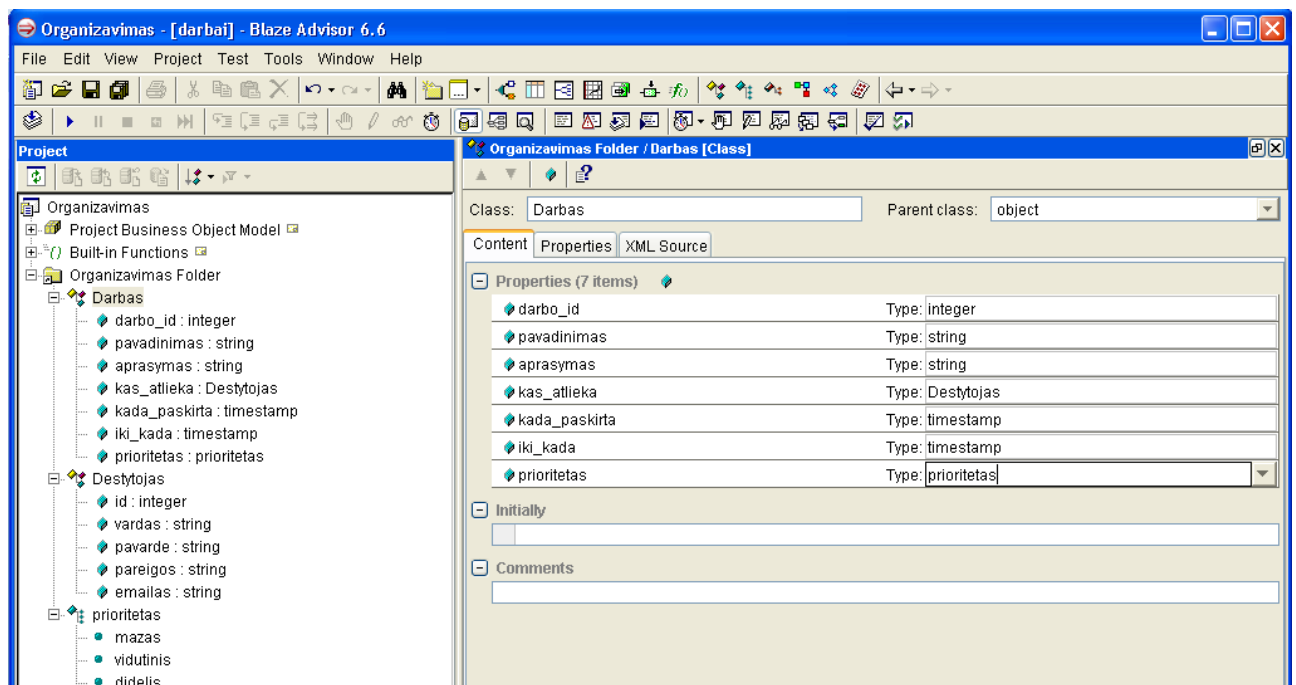 Organizavimas - [darbai] - Blaze Advisor 6.6
File Edit View Project Test Tools Window Help
Project
Organizavimas
Project Business Object Model
Built-in Functions
Organizavimas Folder
Darbas
darbo_id : integer
pavadinimas : string
aprasymas : string
kas_atlieka : Destytojas
kada_paskirta : timestamp
iki_kada : timestamp
prioritetas : prioritetas
Destytojas
id : integer
vardas : string
pavarde : string
pareigos : string
emailas : string
prioritetas
mazas
vidutinis
didelis
Organizavimas Folder / Darbas [Class]
Class: Darbas Parent class: object
Content Properties XML Source
Properties (7 items)
darbo_id Type: integer
pavadinimas Type: string
aprasymas Type: string
kas_atlieka Type: Destytojas
kada_paskirta Type: timestamp
iki_kada Type: timestamp
prioritetas Type: prioritetas
Initially
Comments